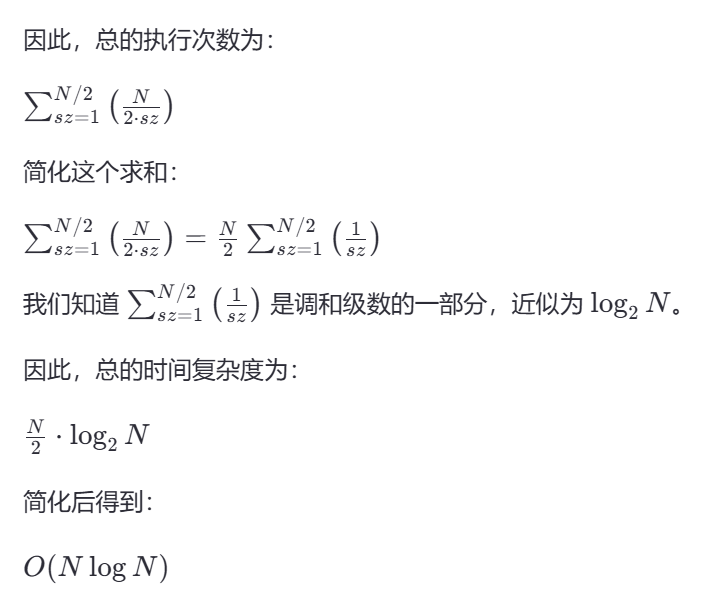 因此，总的执行次数为：
$\sum_{sz=1}^{N/2} \left( \frac{N}{2 \cdot sz} \right)$
简化这个求和：
$\sum_{sz=1}^{N/2} \left( \frac{N}{2 \cdot sz} \right) = \frac{N}{2} \sum_{sz=1}^{N/2} \left( \frac{1}{sz} \right)$
我们知道 $\sum_{sz=1}^{N/2} \left( \frac{1}{sz} \right)$ 是调和级数的一部分，近似为 $\log_2 N$。
因此，总的时间复杂度为：
$\frac{N}{2} \cdot \log_2 N$
简化后得到：
$O(N \log N)$